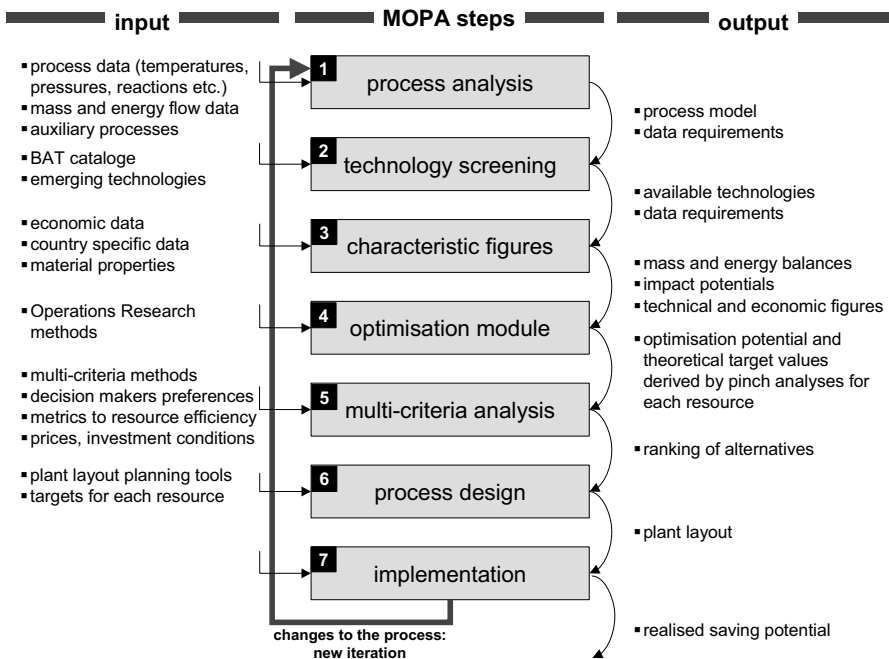 input
MOPA steps
output
▪ process data (temperatures,
pressures, reactions etc.)
▪ mass and energy flow data
▪ auxiliary processes
1
process analysis
▪ process model
▪ data requirements
▪ BAT cataloge
▪ emerging technologies
2
technology screening
▪ available technologies
▪ data requirements
▪ economic data
▪ country specific data
▪ material properties
3
characteristic figures
▪ mass and energy balances
▪ impact potentials
▪ technical and economic figures
▪ Operations Research
methods
4
optimisation module
▪ optimisation potential and
theoretical target values
derived by pinch analyses for
each resource
▪ multi-criteria methods
▪ decision makers preferences
▪ metrics to resource efficiency
▪ prices, investment conditions
5
multi-criteria analysis
▪ ranking of alternatives
▪ plant layout planning tools
▪ targets for each resource
6
process design
▪ plant layout
7
implementation
▪ realised saving potential
changes to the process:
new iteration